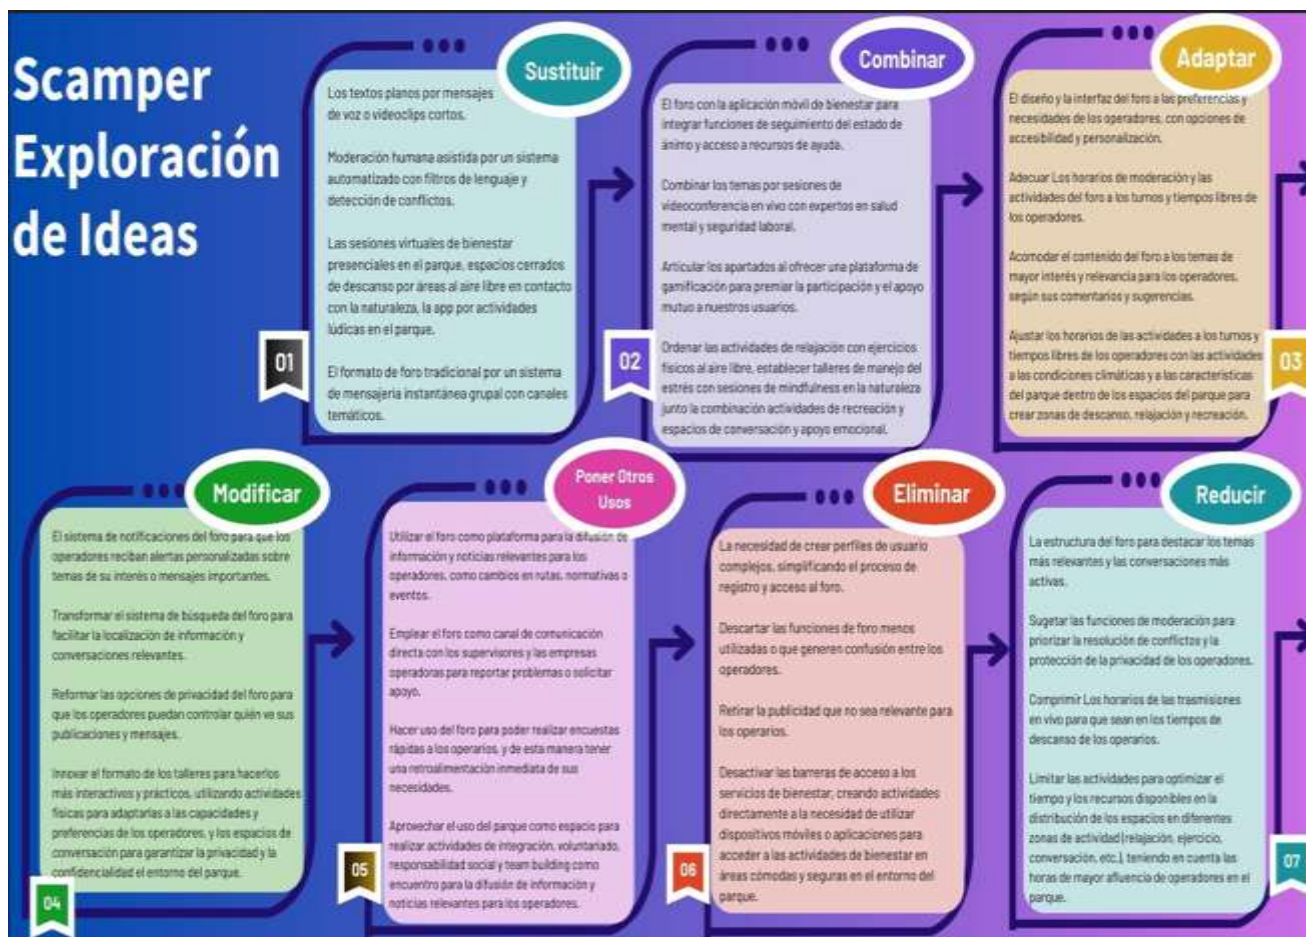 Scamper
Exploración
de Ideas
Sustituir
Los textos planos por mensajes
de voz o videoclips cortos.
Moderación humana asistida por un sistema
automatizado con filtros de lenguaje y
detección de conflictos.
Las sesiones virtuales de bienestar
presenciales en el parque, espacios cerrados
de descanso por áreas al aire libre en contacto
con la naturaleza, la app por actividades
lúdicas en el parque.
El formato de foro tradicional por un sistema
de mensajería instantánea grupal con canales
temáticos.
01
Combinar
El foro con la aplicación móvil de bienestar para
integrar funciones de seguimiento del estado de
ánimo y acceso a recursos de ayuda.
Combinar los temas por sesiones de
videoconferencia en vivo con expertos en salud
mental y seguridad laboral.
Articular los apartados al ofrecer una plataforma de
gamificación para premiar la participación y el apoyo
mutuo a nuestros usuarios.
Ordenar las actividades de relajación con ejercicios
físicos al aire libre, establecer talleres de manejo del
estrés con sesiones de mindfulness en la naturaleza
junto la combinación actividades de recreación y
espacios de conversación y apoyo emocional.
02
Adaptar
El diseño y la interfaz del foro a las preferencias y
necesidades de los operadores, con opciones de
accesibilidad y personalización.
Adecuar Los horarios de moderación y las
actividades del foro a los turnos y tiempos libres de
los operadores.
Acomodar el contenido del foro a los temas de
mayor interés y relevancia para los operadores,
según sus comentarios y sugerencias.
Ajustar los horarios de las actividades a los turnos y
tiempos libres de los operadores con las actividades
a las condiciones climáticas y a las características
del parque dentro de los espacios del parque para
crear zonas de descanso, relajación y recreación.
03
Modificar
El sistema de notificaciones del foro para que los
operadores reciban alertas personalizadas sobre
temas de su interés o mensajes importantes.
Transformar el sistema de búsqueda del foro para
facilitar la localización de información y
conversaciones relevantes.
Reformar las opciones de privacidad del foro para
que los operadores puedan controlar quién ve sus
publicaciones y mensajes.
Innovar el formato de los talleres para hacerlos
más interactivos y prácticos, utilizando actividades
físicas para adaptarlas a las capacidades y
preferencias de los operadores, y los espacios de
conversación para garantizar la privacidad y la
confidencialidad el entorno del parque.
04
Poner Otros
Usos
Utilizar el foro como plataforma para la difusión de
información y noticias relevantes para los
operadores, como cambios en rutas, normativas o
eventos.
Emplear el foro como canal de comunicación
directa con los supervisores y las empresas
operadoras para reportar problemas o solicitar
apoyo.
Hacer uso del foro para poder realizar encuestas
rápidas a los operarios, y de esta manera tener
una retroalimentación inmediata de sus
necesidades.
Aprovechar el uso del parque como espacio para
realizar actividades de integración, voluntariado,
responsabilidad social y team building como
encuentro para la difusión de información y
noticias relevantes para los operadores.
05
Eliminar
La necesidad de crear perfiles de usuario
complejos, simplificando el proceso de
registro y acceso al foro.
Descartar las funciones de foro menos
utilizadas o que generen confusión entre los
operadores.
Retirar la publicidad que no sea relevante para
los operarios.
Desactivar las barreras de acceso a los
servicios de bienestar, creando actividades
directamente a la necesidad de utilizar
dispositivos móviles o aplicaciones para
acceder a las actividades de bienestar en
áreas cómodas y seguras en el entorno del
parque.
06
Reducir
La estructura del foro para destacar los temas
más relevantes y las conversaciones más
activas.
Sugetar las funciones de moderación para
priorizar la resolución de conflictos y la
protección de la privacidad de los operadores.
Comprimir Los horarios de las trasmisiones
en vivo para que sean en los tiempos de
descanso de los operarios.
Limitar las actividades para optimizar el
tiempo y los recursos disponibles en la
distribución de los espacios en diferentes
zonas de actividad (relajación, ejercicio,
conversación, etc.), teniendo en cuenta las
horas de mayor afluencia de operadores en el
parque.
07